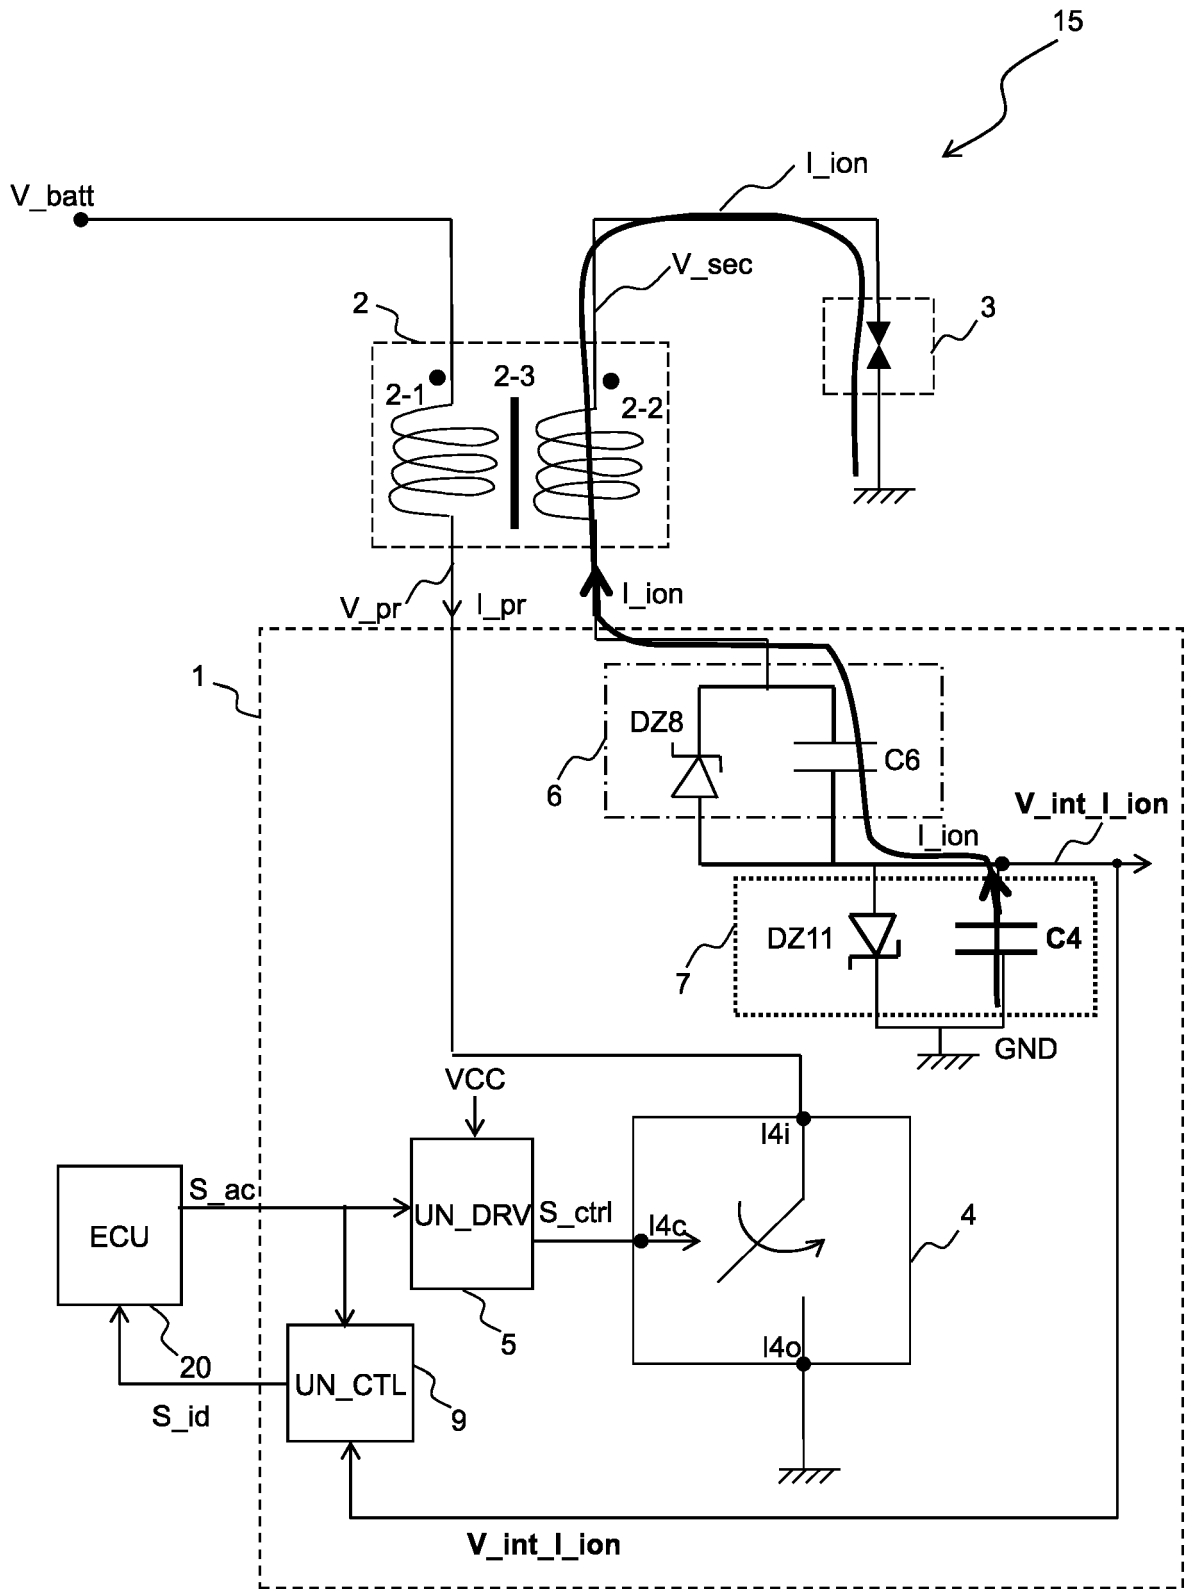 15
I_ion
V_batt
V_sec
2
3
2-3
2-1
2-2
V_pr
I_pr
I_ion
1
DZ8
C6
6
V_int_I_ion
I_ion
DZ11
C4
7
GND
VCC
I4i
S_ac
ECU
UN_DRV
S_ctrl
I4c
4
5
I4o
20
UN_CTL
S_id
9
V_int_I_ion